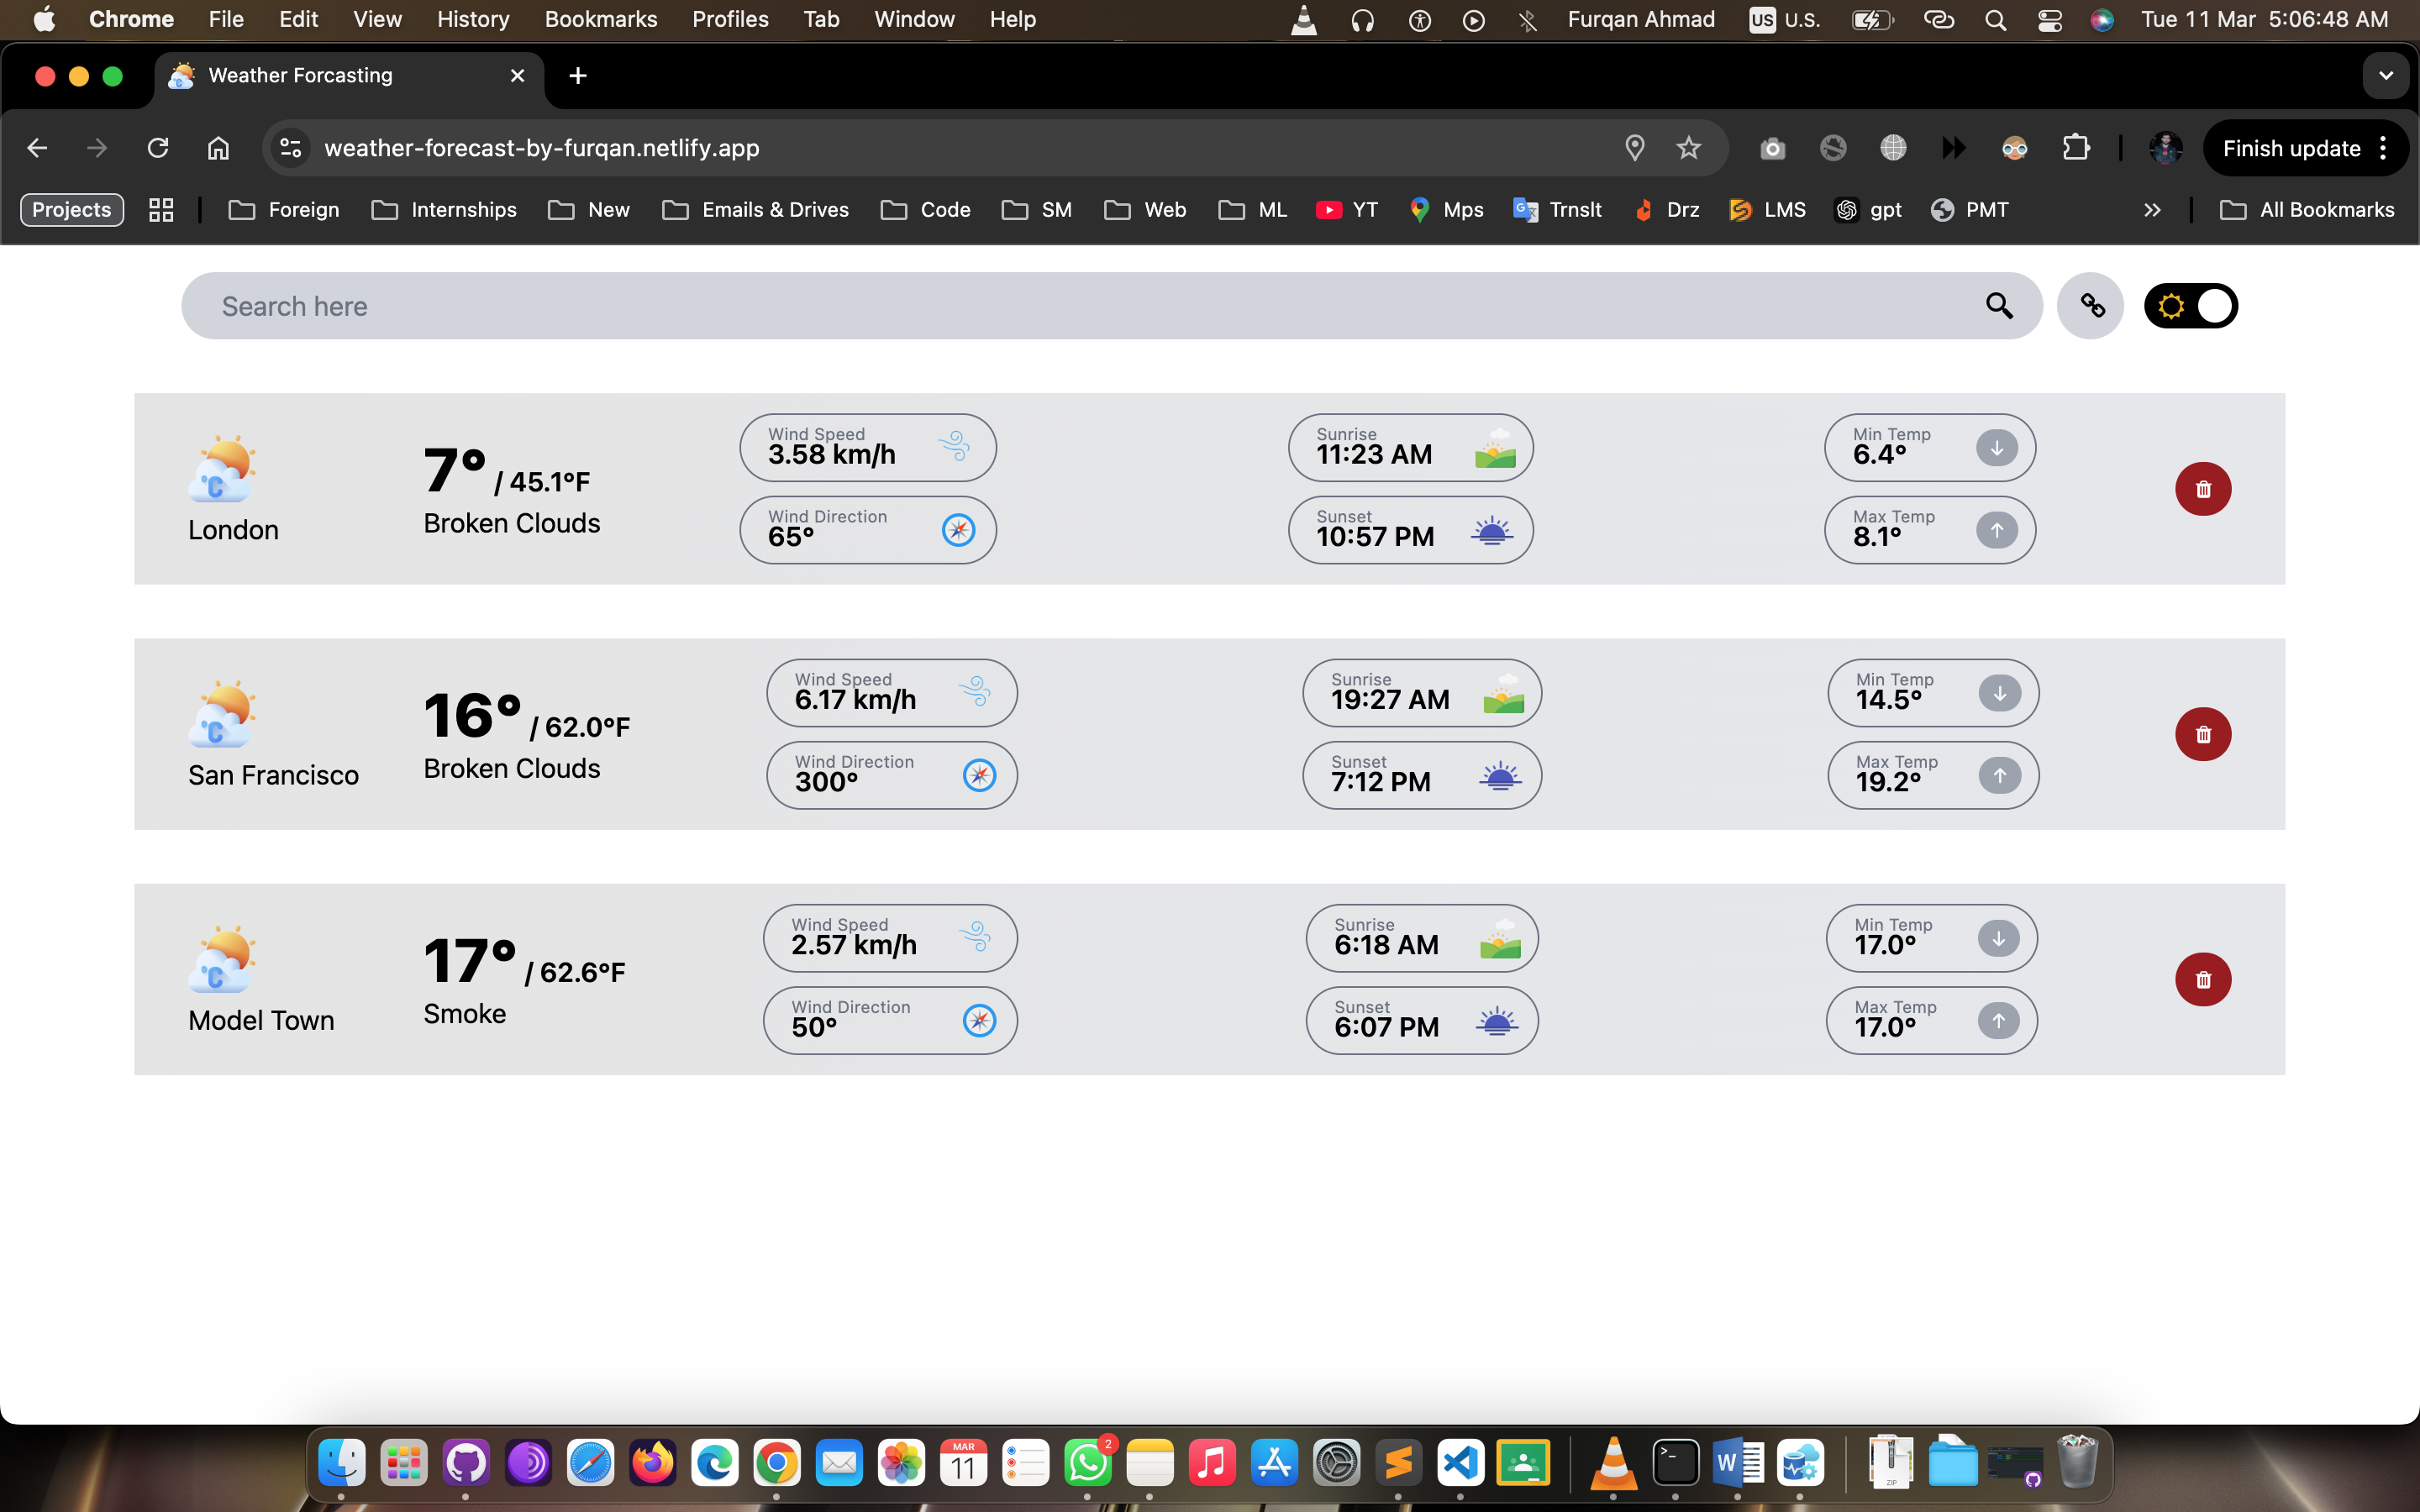 Chrome File Edit View History Bookmarks Profiles Tab Window Help Furqan Ahmad US U.S. Tue 11 Mar 5:06:48 AM
Weather Forcasting
weather-forecast-by-furqan.netlify.app Finish update
Projects Foreign Internships New Emails & Drives Code SM Web ML YT Mps Trnslt Drz LMS gpt PMT All Bookmarks
Search here
°C
London
7° / 45.1°F
Broken Clouds
Wind Speed
3.58 km/h
Wind Direction
65°
Sunrise
11:23 AM
Sunset
10:57 PM
Min Temp
6.4°
Max Temp
8.1°
°C
San Francisco
16° / 62.0°F
Broken Clouds
Wind Speed
6.17 km/h
Wind Direction
300°
Sunrise
19:27 AM
Sunset
7:12 PM
Min Temp
14.5°
Max Temp
19.2°
°C
Model Town
17° / 62.6°F
Smoke
Wind Speed
2.57 km/h
Wind Direction
50°
Sunrise
6:18 AM
Sunset
6:07 PM
Min Temp
17.0°
Max Temp
17.0°
MAR
11
2
W
ZIP